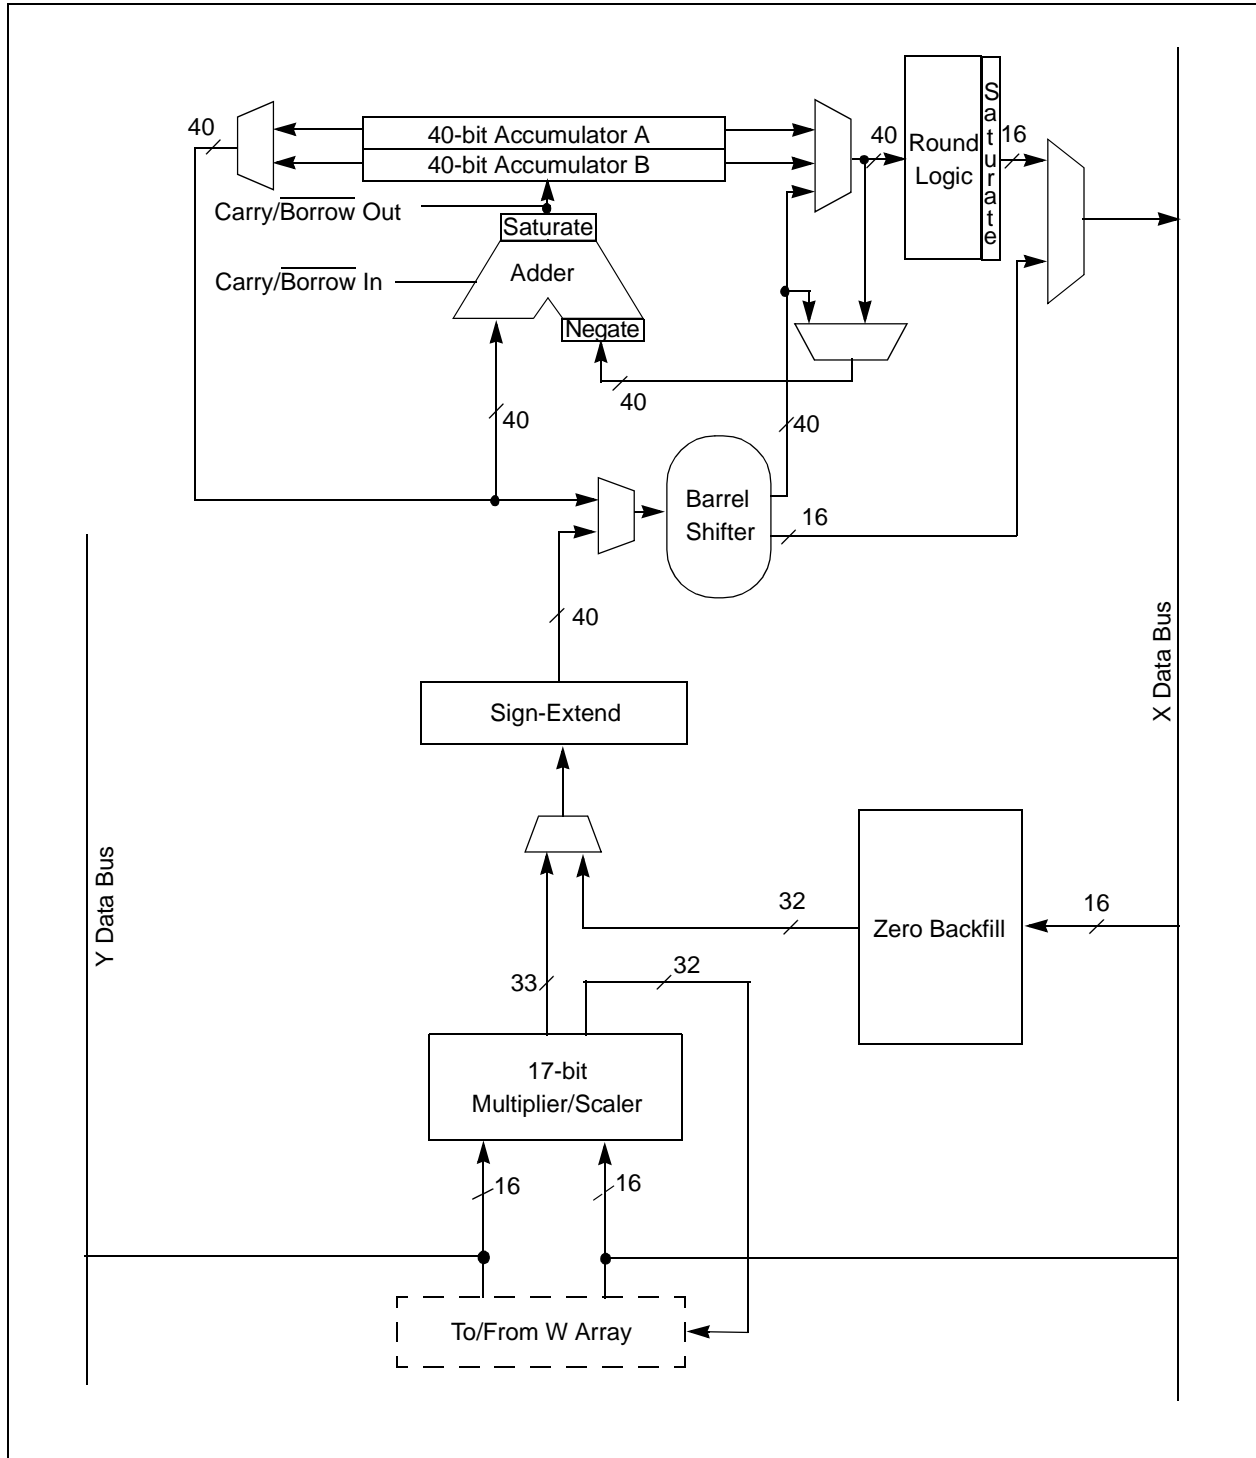 40
40-bit Accumulator A
40-bit Accumulator B
Carry/Borrow Out
Saturate
Carry/Borrow In
Adder
Negate
40
40
Round
Logic
Saturate
16
40
40
Barrel
Shifter
16
40
Sign-Extend
X Data Bus
Y Data Bus
32
Zero Backfill
16
33
32
17-bit
Multiplier/Scaler
16
16
To/From W Array